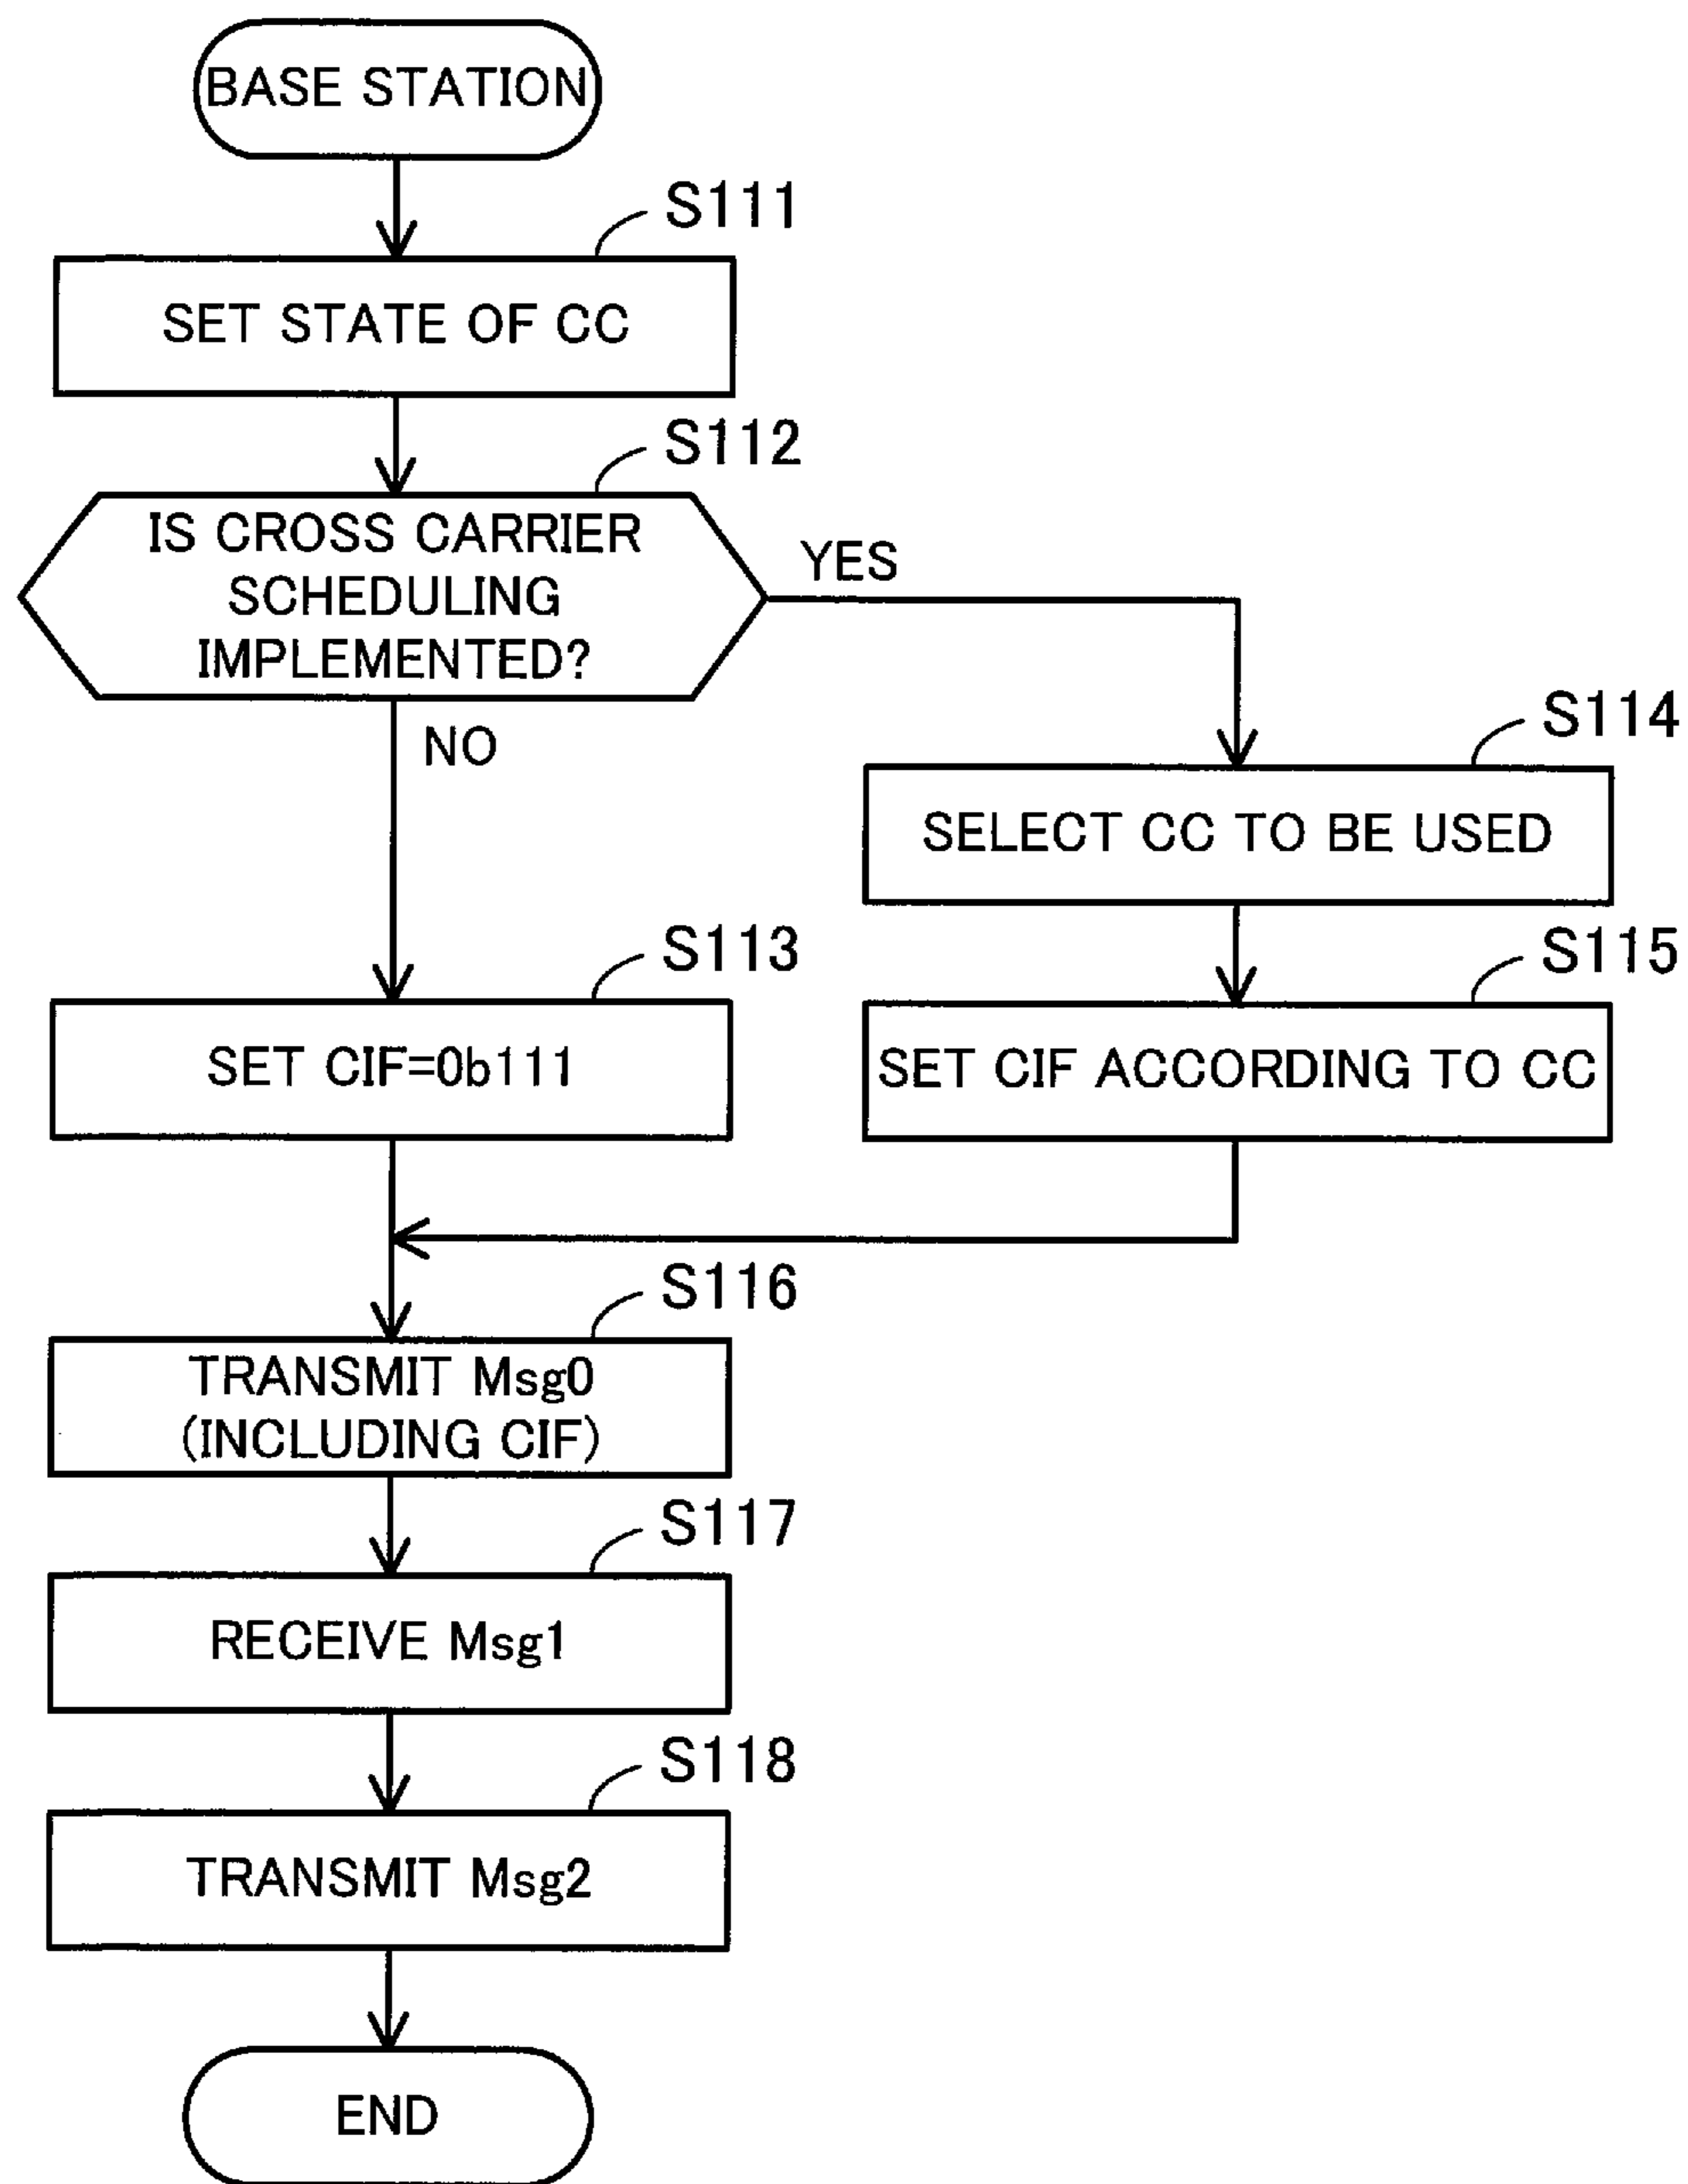 BASE STATION
S111
SET STATE OF CC
S112
IS CROSS CARRIER
SCHEDULING
IMPLEMENTED?
YES
NO
S114
SELECT CC TO BE USED
S113
SET CIF=0b111
S115
SET CIF ACCORDING TO CC
S116
TRANSMIT Msg0
(INCLUDING CIF)
S117
RECEIVE Msg1
S118
TRANSMIT Msg2
END